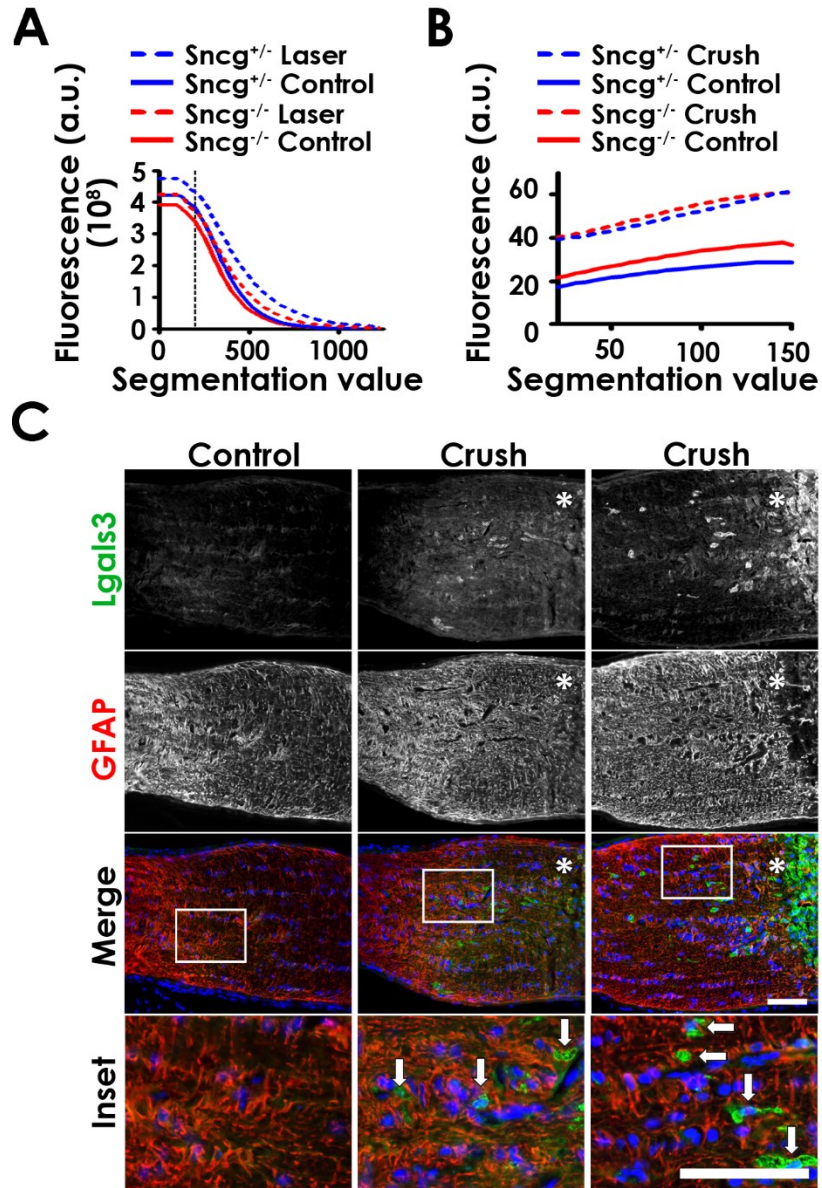 A
Sncg+/- Laser
Sncg+/- Control
Sncg-/- Laser
Sncg-/- Control
Fluorescence (a.u.)
(10⁸)
5
4
3
2
1
0
0
500
1000
Segmentation value
B
Sncg+/- Crush
Sncg+/- Control
Sncg-/- Crush
Sncg-/- Control
Fluorescence (a.u.)
60
40
20
0
50
100
150
Segmentation value
C
Control
Crush
Crush
Lgals3
*
*
GFAP
*
*
Merge
*
*
Inset